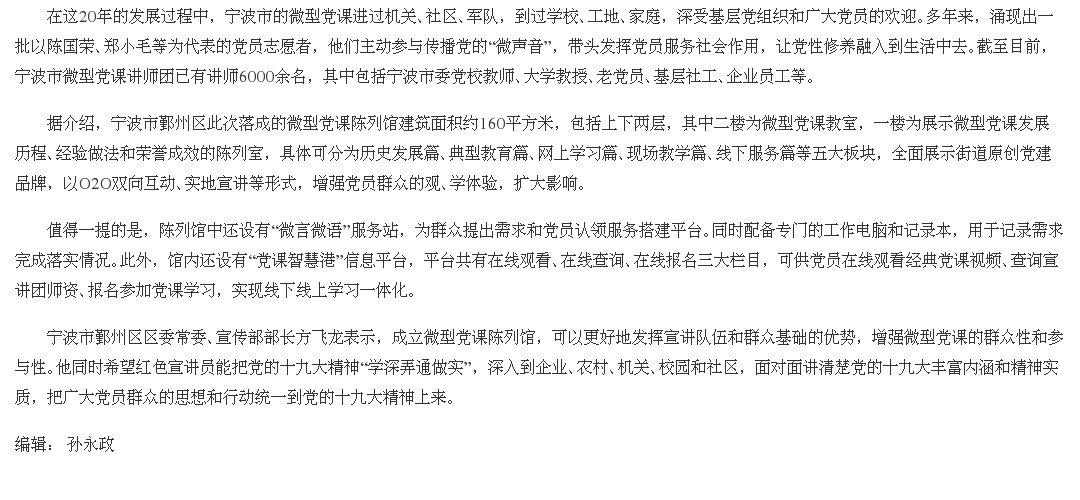 在这20年的发展过程中，宁波市的微型党课进过机关、社区、军队，到过学校、工地、家庭，深受基层党组织和广大党员的欢迎。多年来，涌现出一
批以陈国荣、郑小毛等为代表的党员志愿者，他们主动参与传播党的“微声音”，带头发挥党员服务社会作用，让党性修养融入到生活中去。截至目前，
宁波市微型党课讲师团已有讲师6000余名，其中包括宁波市委党校教师、大学教授、老党员、基层社工、企业员工等。
据介绍，宁波市鄞州区此次落成的微型党课陈列馆建筑面积约160平方米，包括上下两层，其中二楼为微型党课教室，一楼为展示微型党课发展
历程、经验做法和荣誉成效的陈列室，具体可分为历史发展篇、典型教育篇、网上学习篇、现场教学篇、线下服务篇等五大板块，全面展示街道原创党建
品牌，以O2O双向互动、实地宣讲等形式，增强党员群众的观、学体验，扩大影响。
值得一提的是，陈列馆中还设有“微言微语”服务站，为群众提出需求和党员认领服务搭建平台。同时配备专门的工作电脑和记录本，用于记录需求
完成落实情况。此外，馆内还设有“党课智慧港”信息平台，平台共有在线观看、在线查询、在线报名三大栏目，可供党员在线观看经典党课视频、查询宣
讲团师资、报名参加党课学习，实现线下线上学习一体化。
宁波市鄞州区区委常委、宣传部部长方飞龙表示，成立微型党课陈列馆，可以更好地发挥宣讲队伍和群众基础的优势，增强微型党课的群众性和参
与性。他同时希望红色宣讲员能把党的十九大精神“学深弄通做实”，深入到企业、农村、机关、校园和社区，面对面讲清楚党的十九大丰富内涵和精神实
质，把广大党员群众的思想和行动统一到党的十九大精神上来。
编辑： 孙永政